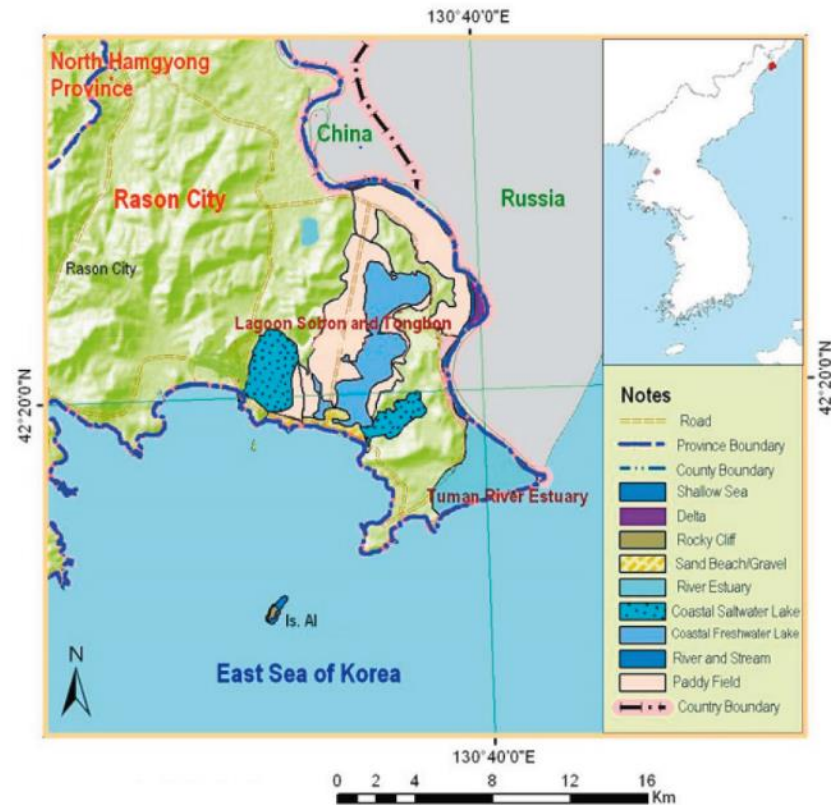 130°40'0"E
North Hamgyong
Province
China
Rason City
Russia
Rason City
Lagoon Sobon and Tongbon
42°20'0"N
42°20'0"N
Tuman River Estuary
Is. Al
East Sea of Korea
N
130°40'0"E
Notes
Road
Province Boundary
County Boundary
Shallow Sea
Delta
Rocky Cliff
Sand Beach/Gravel
River Estuary
Coastal Saltwater Lake
Coastal Freshwater Lake
River and Stream
Paddy Field
Country Boundary
0 2 4 8 12 16
Km